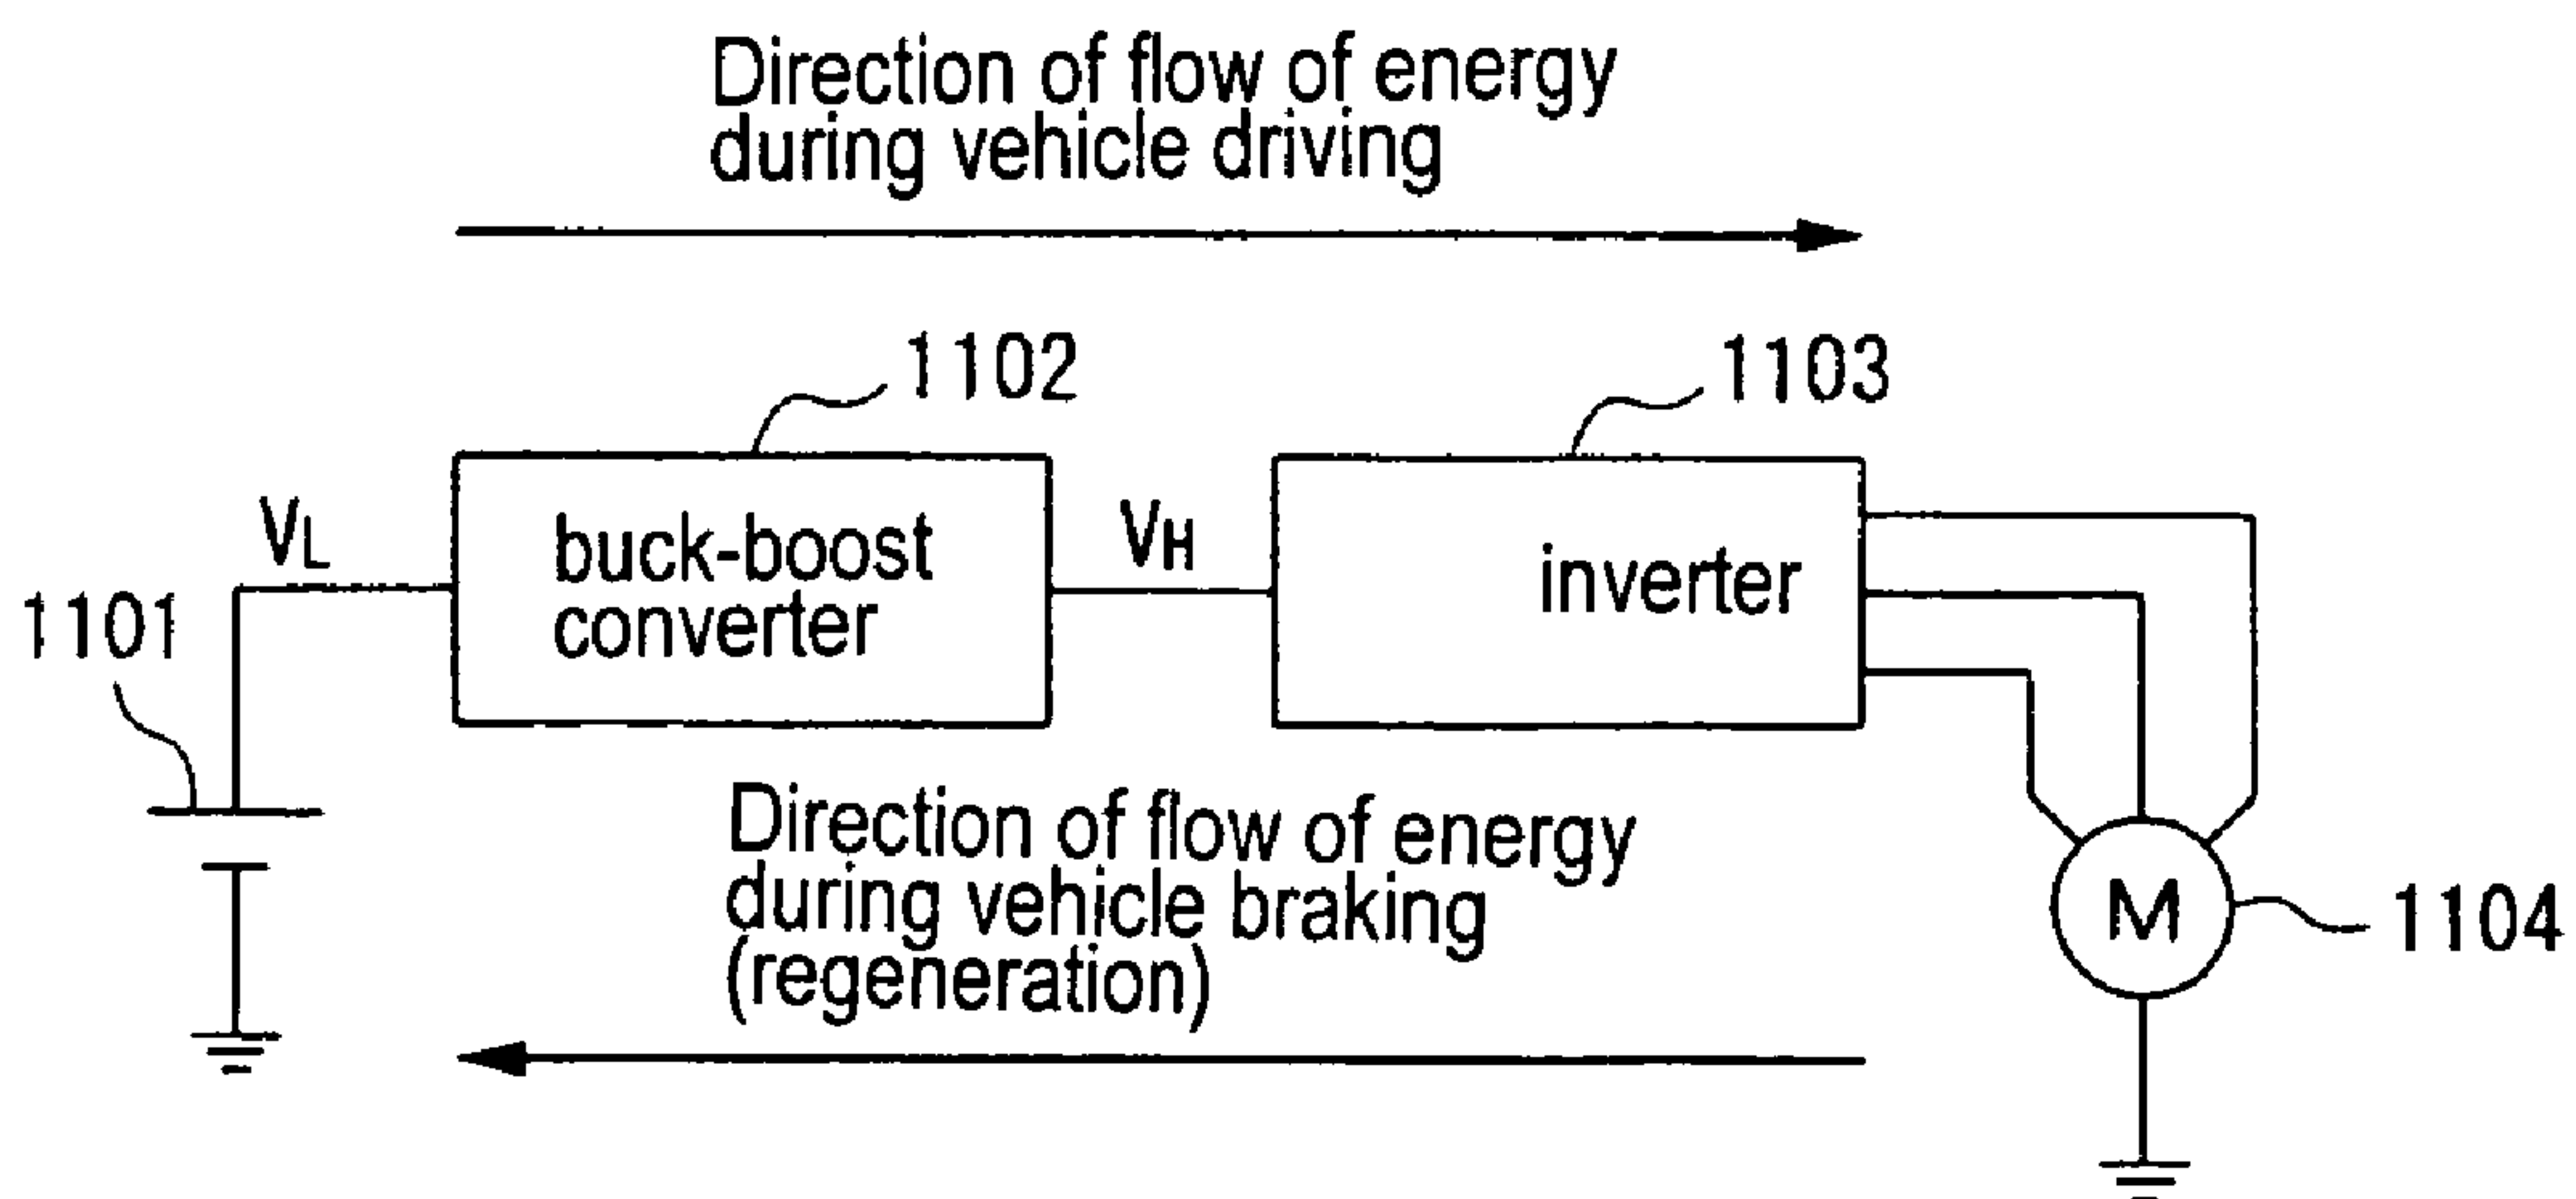 Direction of flow of energy
during vehicle driving
1102
1103
VL
buck-boost
converter
VH
inverter
1101
Direction of flow of energy
during vehicle braking
(regeneration)
M
1104